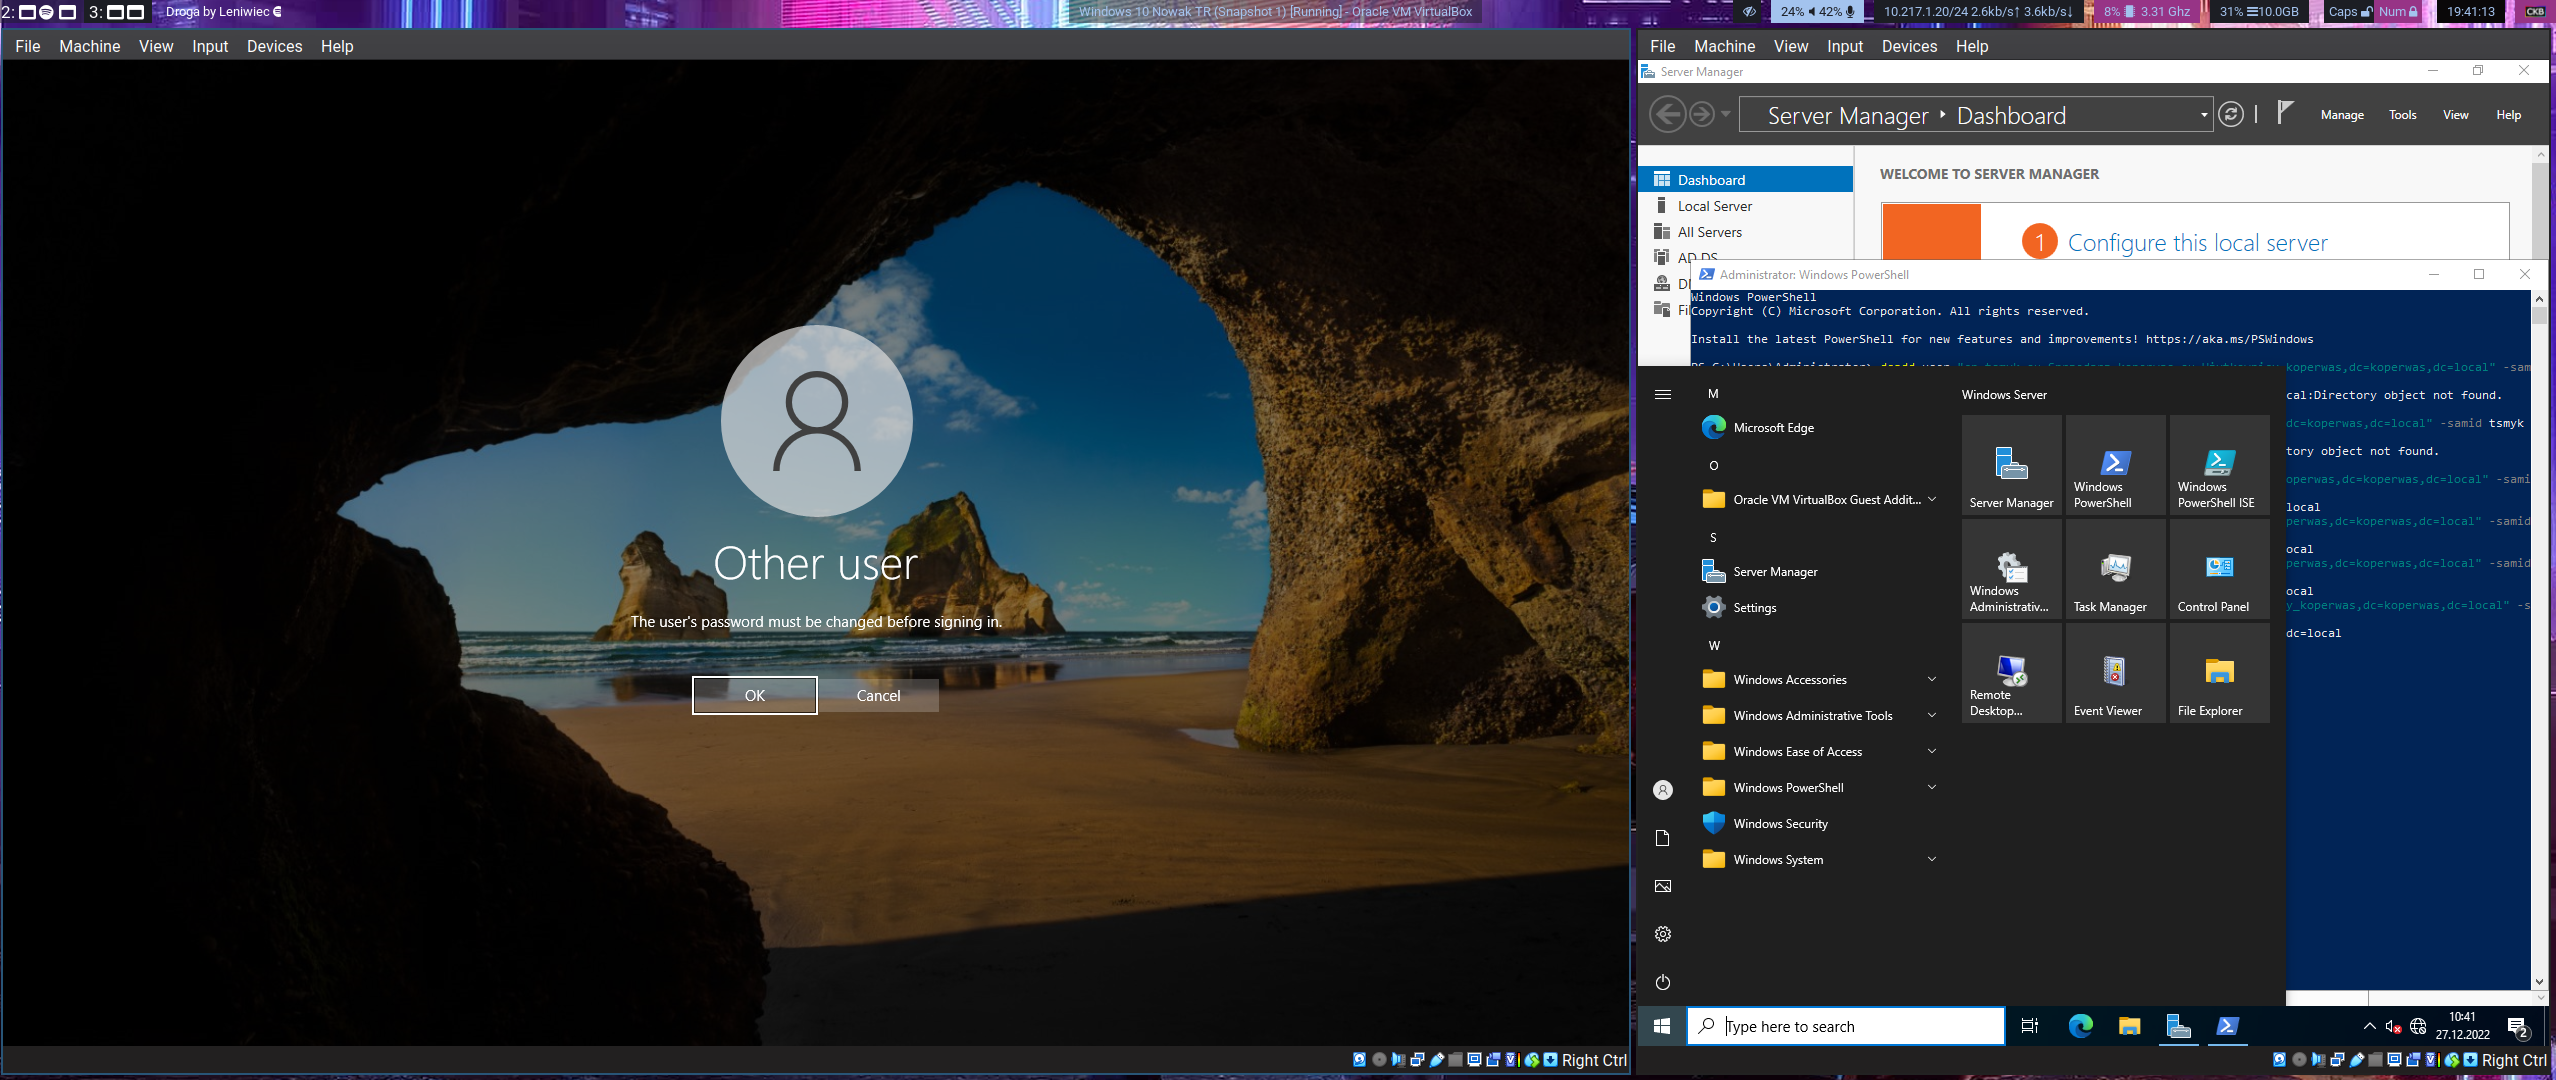 2:
3:
Droga by Leniwiec
Windows 10 Nowak TR (Snapshot 1) [Running] - Oracle VM VirtualBox
24% 42%
10.217.1.20/24 2.6kb/s↑ 3.6kb/s↓
8% 3.31 Ghz
31% 10.0GB
Caps Num
19:41:13
CKB
File Machine View Input Devices Help
Other user
The user's password must be changed before signing in.
OK Cancel
Right Ctrl
File Machine View Input Devices Help
Server Manager
Server Manager Dashboard
Manage Tools View Help
Dashboard
Local Server
All Servers
AD DS
WELCOME TO SERVER MANAGER
1 Configure this local server
Administrator: Windows PowerShell
Windows PowerShell
Copyright (C) Microsoft Corporation. All rights reserved.
Install the latest PowerShell for new features and improvements! https://aka.ms/PSWindows
koperwas,dc=local" -sam
cal:Directory object not found.
dc=koperwas,dc=local" -samid tsmyk
tory object not found.
operwas,dc=koperwas,dc=local" -sami
local
perwas,dc=koperwas,dc=local" -samid
ocal
perwas,dc=koperwas,dc=local" -samid
ocal
y_koperwas,dc=koperwas,dc=local" -s
dc=local
M
Microsoft Edge
O
Oracle VM VirtualBox Guest Addit...
S
Server Manager
Settings
W
Windows Accessories
Windows Administrative Tools
Windows Ease of Access
Windows PowerShell
Windows Security
Windows System
Windows Server
Server Manager
Windows PowerShell
Windows PowerShell ISE
Windows Administrativ...
Task Manager
Control Panel
Remote Desktop...
Event Viewer
File Explorer
Type here to search
10:41
27.12.2022
2
Right Ctrl